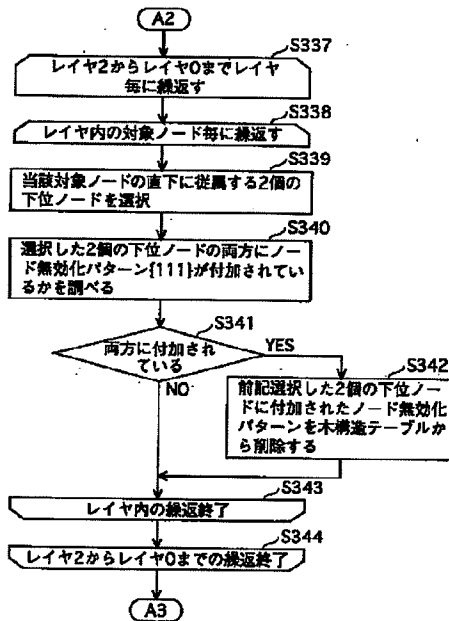 A2
S337
レイヤ2からレイヤ0までレイヤ
毎に繰返す
S338
レイヤ内の対象ノード毎に繰返す
S339
当該対象ノードの直下に従属する2個の
下位ノードを選択
S340
選択した2個の下位ノードの両方にノー
ド無効化パターン{111}が付加されてい
るかを調べる
S341
両方に付加され
ている
YES
NO
S342
前記選択した2個の下位ノー
ドに付加されたノード無効化
パターンを木構造テーブルか
ら削除する
S343
レイヤ内の繰返終了
S344
レイヤ2からレイヤ0までの繰返終了
A3